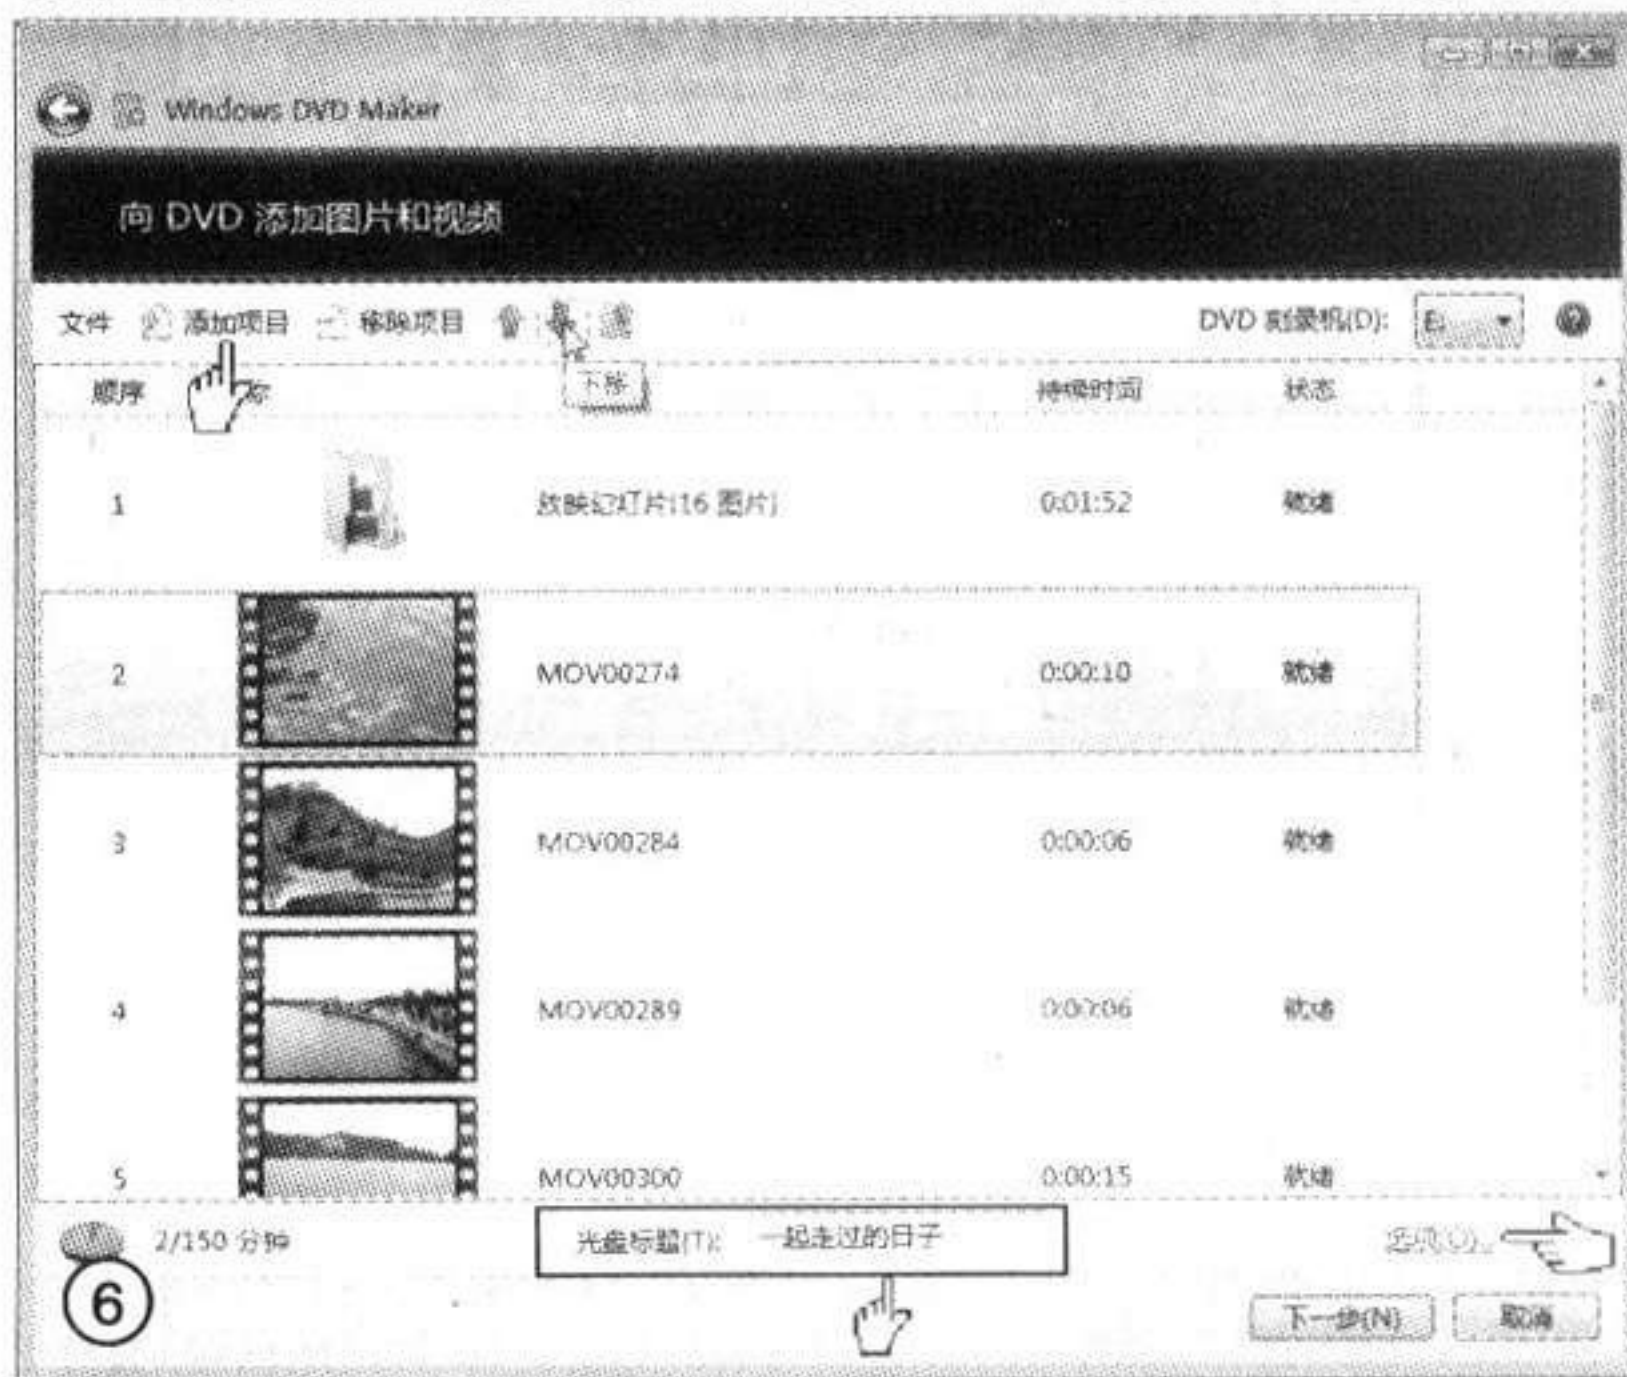 Windows DVD Maker
向 DVD 添加图片和视频
文件 添加项目 移除项目 DVD 刻录机(D): E:
下移
顺序 称 持续时间 状态
1 放映幻灯片(16 图片) 0:01:52 就绪
2 MOV00274 0:00:10 就绪
3 MOV00284 0:00:06 就绪
4 MOV00289 0:00:06 就绪
5 MOV00300 0:00:15 就绪
2/150 分钟 光盘标题(T): 一起走过的日子 选项(O)...
6
下一步(N) 取消